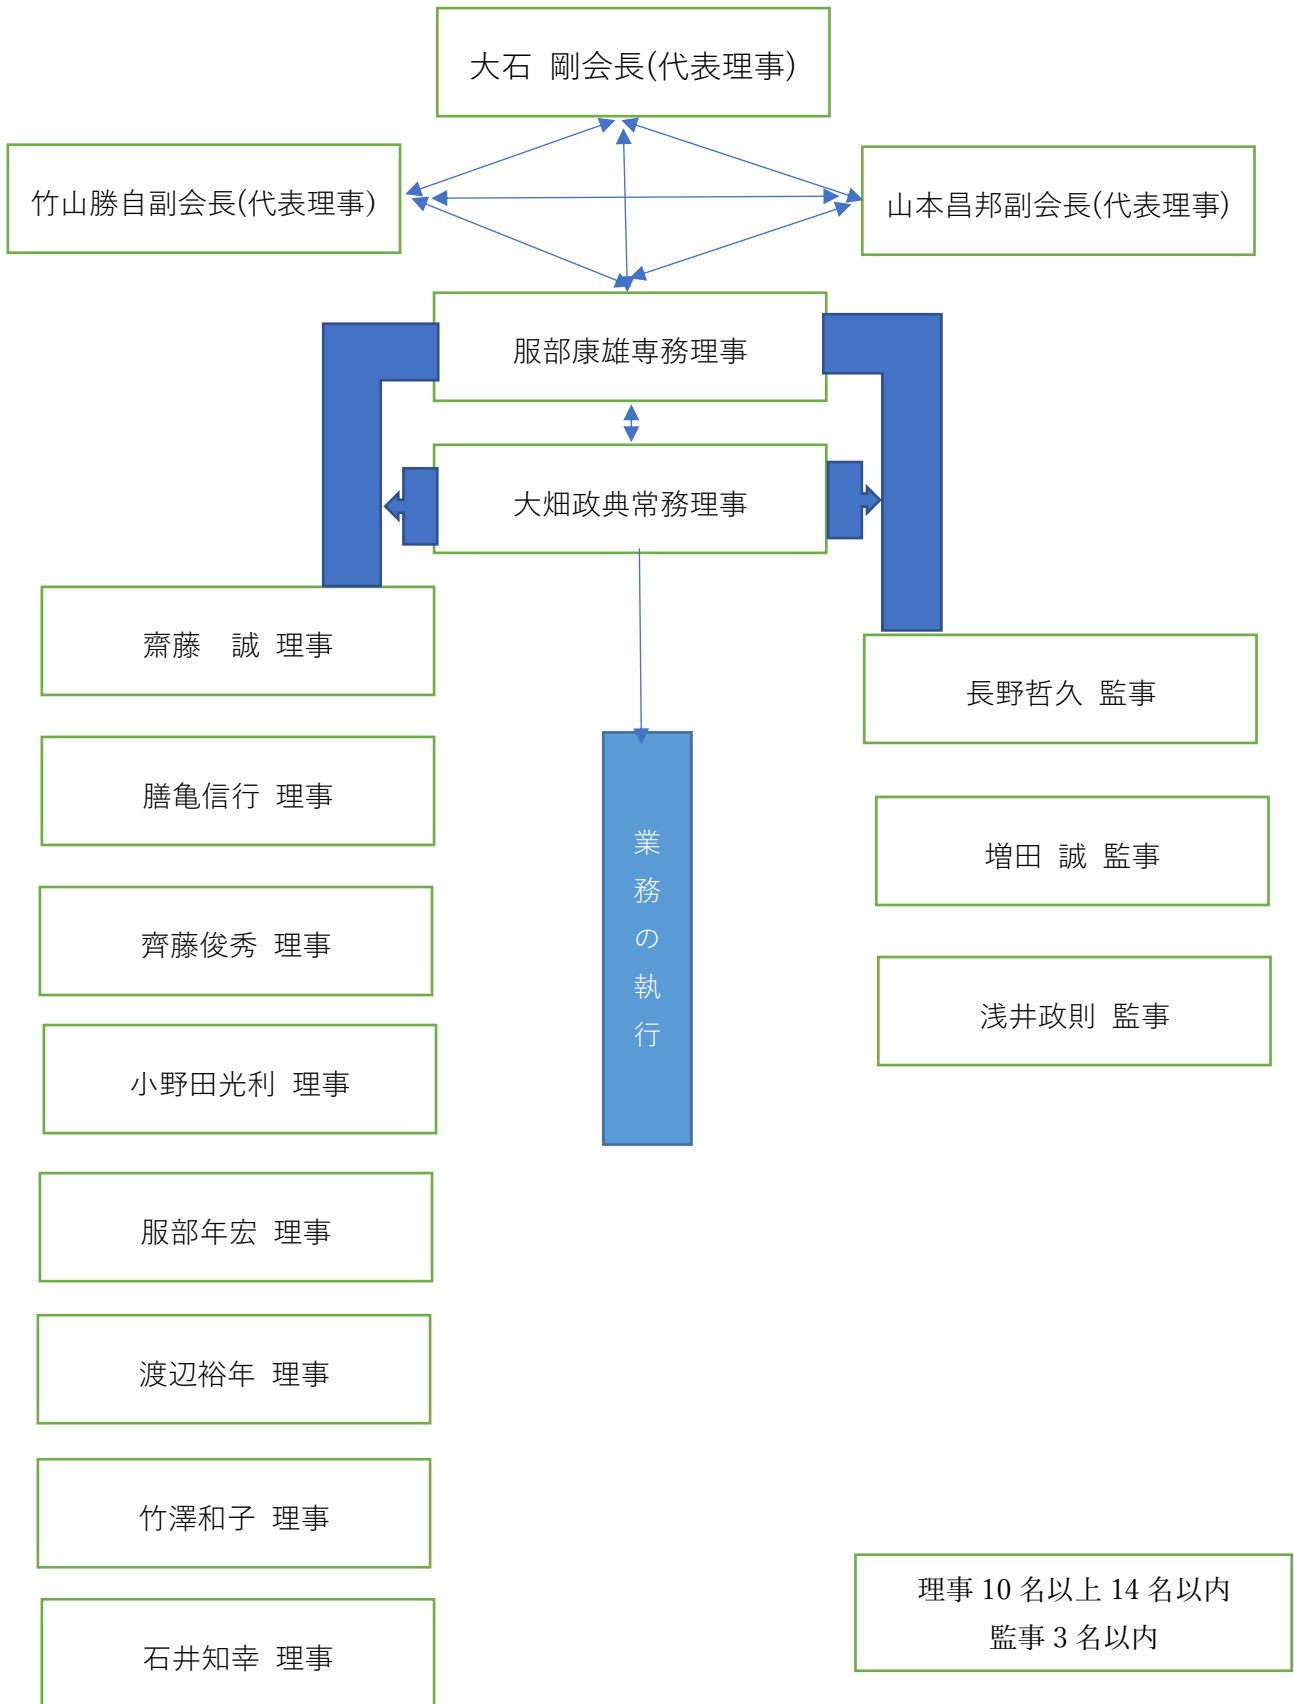 大石 剛会長(代表理事)
竹山勝自副会長(代表理事)
山本昌邦副会長(代表理事)
服部康雄専務理事
大畑政典常務理事
齋藤　誠 理事
膳亀信行 理事
齊藤俊秀 理事
小野田光利 理事
服部年宏 理事
渡辺裕年 理事
竹澤和子 理事
石井知幸 理事
業務の執行
長野哲久 監事
増田 誠 監事
浅井政則 監事
理事 10 名以上 14 名以内
監事 3 名以内